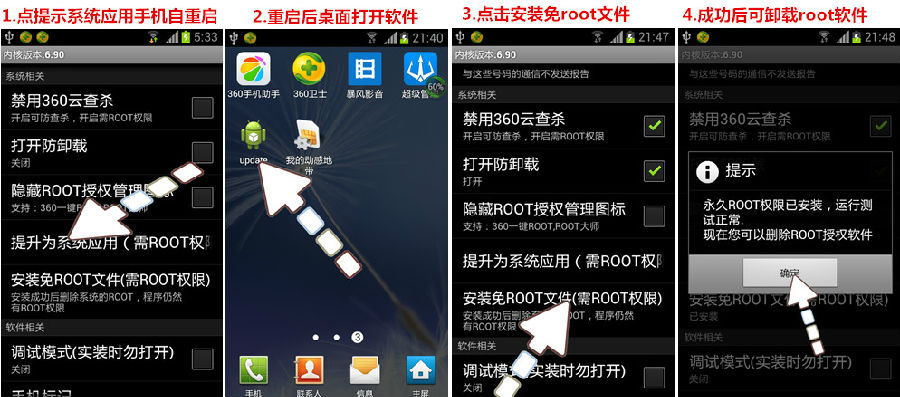 1.点提示系统应用手机自重启
5:33
内核版本:6.90
系统相关
禁用360云查杀
开启可防查杀，开启需ROOT权限
打开防卸载
关闭
隐藏ROOT授权管理图标
支持：360一键ROOT
提升为系统应用（需ROOT权
安装免ROOT文件(需ROOT权限)
安装成功后删除系统的ROOT，程序仍然
有ROOT权限
软件相关
调试模式(实装时勿打开)
关闭
手机标记
2.重启后桌面打开软件
21:40
360手机助手
360卫士
暴风影音
超级管
60%
update
我的动感地
带
3
手机
联系人
信息
主屏
3.点击安装免root文件
21:47
内核版本:6.90
与这些号码的通信不发送报告
系统相关
禁用360云查杀
开启可防查杀，开启需ROOT权限
打开防卸载
打开
隐藏ROOT授权管理图标
支持：360一键ROOT,ROOT大师
提升为系统应用（需ROOT权
安装免ROOT文件(需ROOT权限)
安装成功后删除系统的ROOT，程序仍然
有ROOT权限
软件相关
调试模式(实装时勿打开)
关闭
4.成功后可卸载root软件
21:48
内核版本:6.90
与这些号码的通信不发送报告
系统相关
禁用360云查杀
提示
永久ROOT权限已安装，运行测
试正常.
现在您可以删除ROOT授权软件
确定
安装免ROOT文件(需ROOT权限)
已安装
软件相关
调试模式(实装时勿打开)
关闭